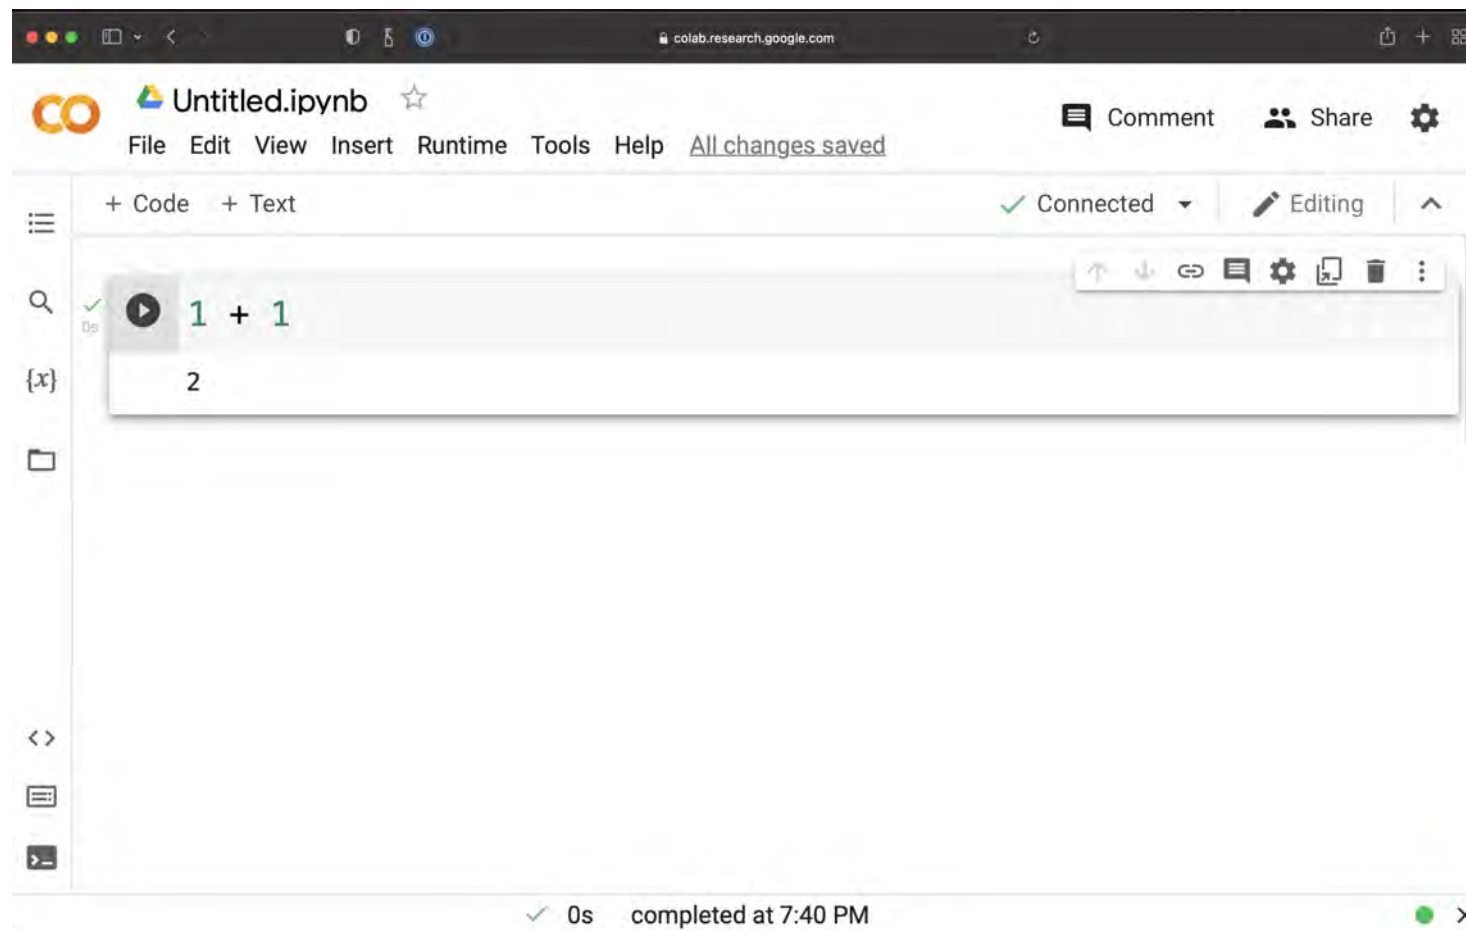 colab.research.google.com
Untitled.ipynb
Comment Share
File Edit View Insert Runtime Tools Help All changes saved
+ Code + Text Connected Editing
1 + 1
0s
{x}
2
0s completed at 7:40 PM